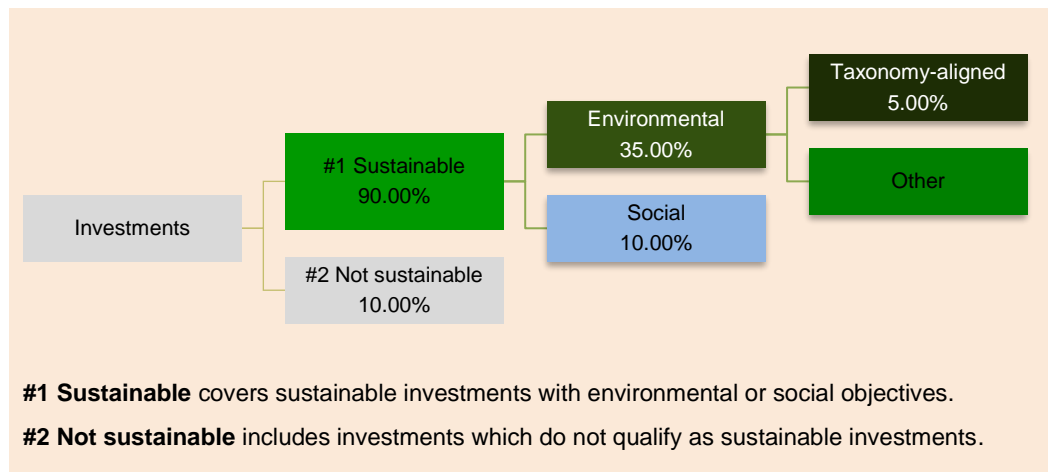 Investments
#1 Sustainable
90.00%
#2 Not sustainable
10.00%
Environmental
35.00%
Social
10.00%
Taxonomy-aligned
5.00%
Other
#1 Sustainable covers sustainable investments with environmental or social objectives.
#2 Not sustainable includes investments which do not qualify as sustainable investments.